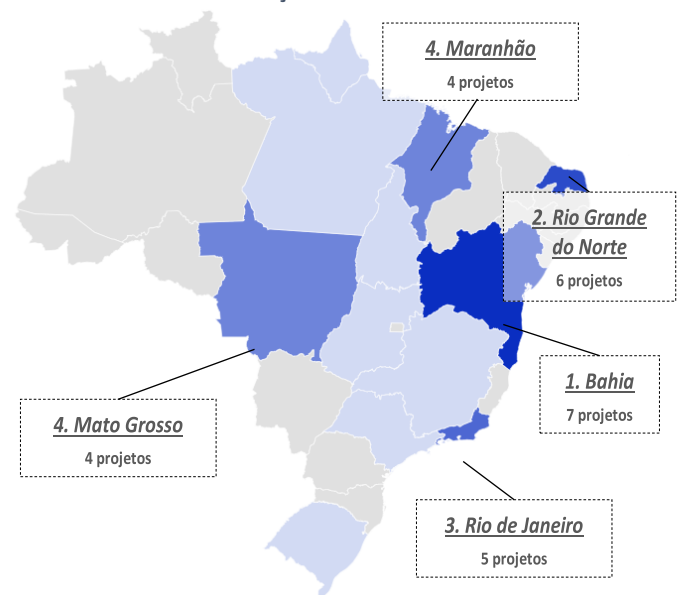 4. Maranhão
4 projetos
2. Rio Grande
do Norte
6 projetos
1. Bahia
7 projetos
4. Mato Grosso
4 projetos
3. Rio de Janeiro
5 projetos